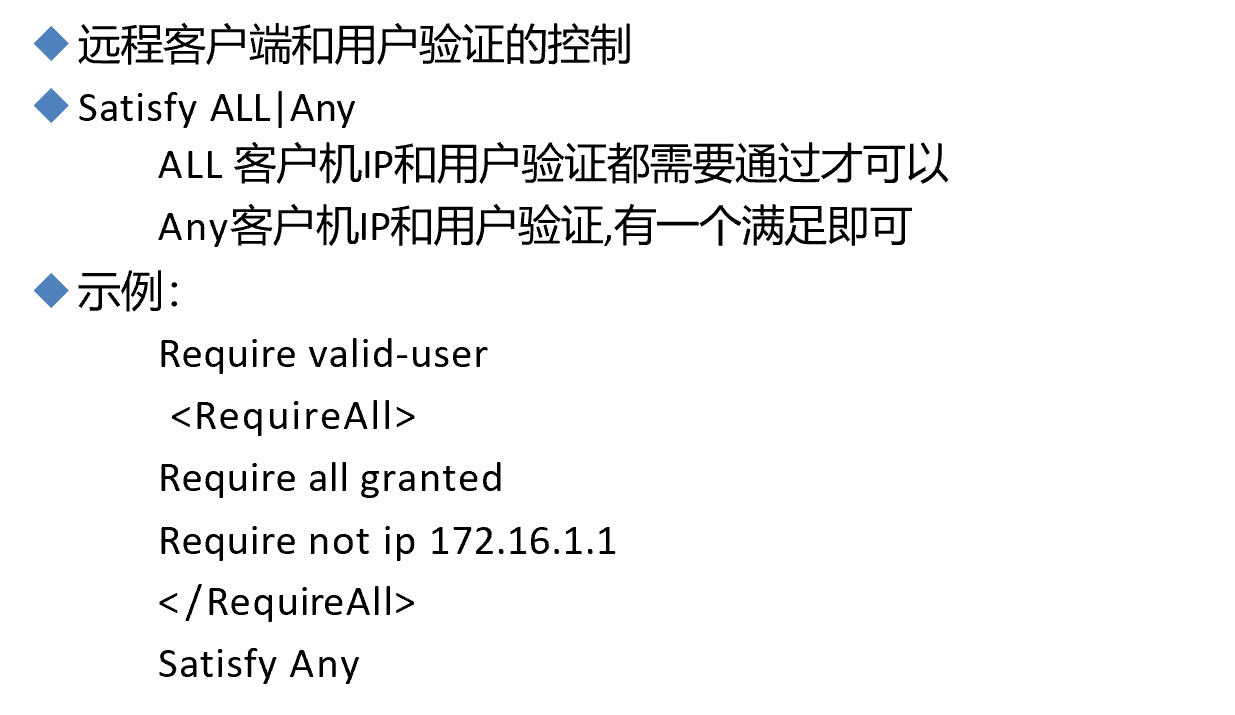 远程客户端和用户验证的控制
Satisfy ALL|Any
ALL 客户机IP和用户验证都需要通过才可以
Any客户机IP和用户验证,有一个满足即可
示例：
Require valid-user
<RequireAll>
Require all granted
Require not ip 172.16.1.1
</RequireAll>
Satisfy Any